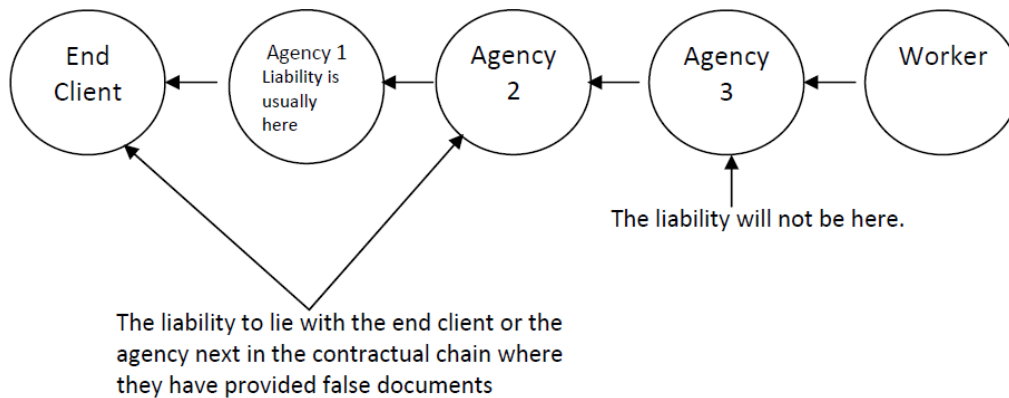 End
Client
Agency 1
Liability is
usually
here
Agency
2
Agency
3
Worker
The liability will not be here.
The liability to lie with the end client or the
agency next in the contractual chain where
they have provided false documents